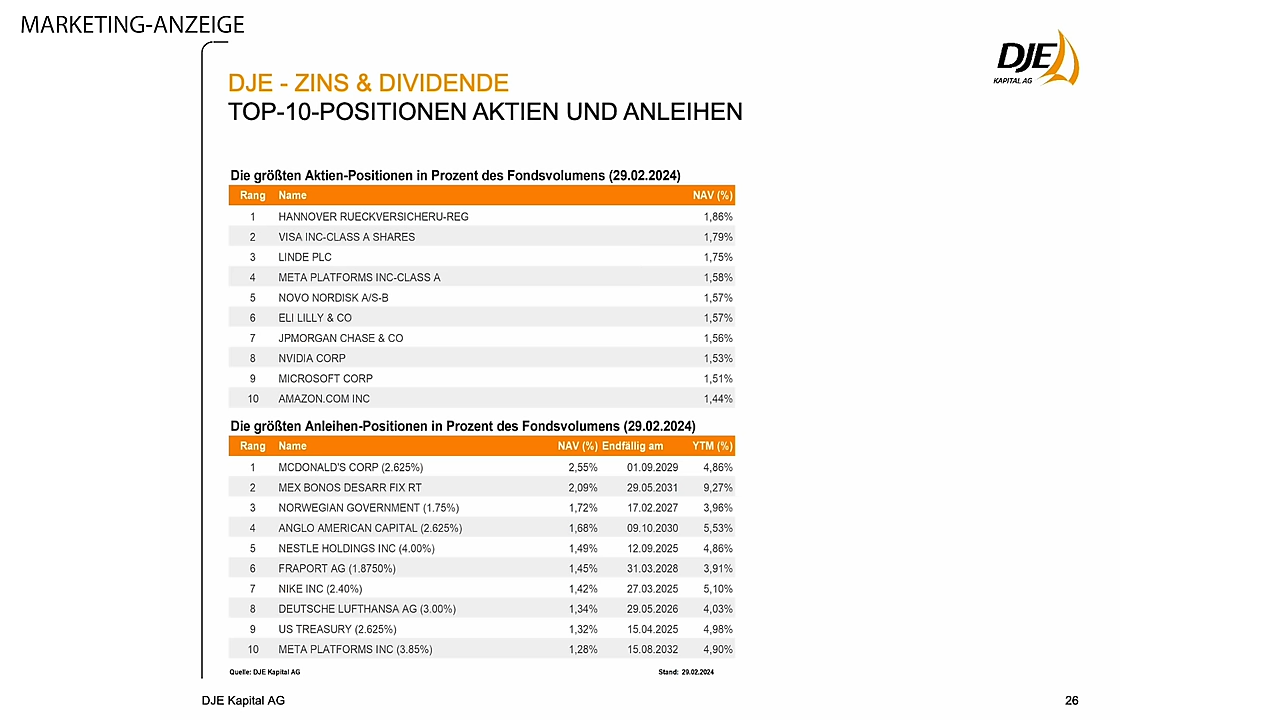 MARKETING-ANZEIGE
DJE
KAPITAL AG
DJE - ZINS & DIVIDENDE
TOP-10-POSITIONEN AKTIEN UND ANLEIHEN
Die größten Aktien-Positionen in Prozent des Fondsvolumens (29.02.2024)
Rang Name NAV (%)
1 HANNOVER RUECKVERSICHERU-REG 1,86%
2 VISA INC-CLASS A SHARES 1,79%
3 LINDE PLC 1,75%
4 META PLATFORMS INC-CLASS A 1,58%
5 NOVO NORDISK A/S-B 1,57%
6 ELI LILLY & CO 1,57%
7 JPMORGAN CHASE & CO 1,56%
8 NVIDIA CORP 1,53%
9 MICROSOFT CORP 1,51%
10 AMAZON.COM INC 1,44%
Die größten Anleihen-Positionen in Prozent des Fondsvolumens (29.02.2024)
Rang Name NAV (%) Endfällig am YTM (%)
1 MCDONALD'S CORP (2.625%) 2,55% 01.09.2029 4,86%
2 MEX BONOS DESARR FIX RT 2,09% 29.05.2031 9,27%
3 NORWEGIAN GOVERNMENT (1.75%) 1,72% 17.02.2027 3,96%
4 ANGLO AMERICAN CAPITAL (2.625%) 1,68% 09.10.2030 5,53%
5 NESTLE HOLDINGS INC (4.00%) 1,49% 12.09.2025 4,86%
6 FRAPORT AG (1.8750%) 1,45% 31.03.2028 3,91%
7 NIKE INC (2.40%) 1,42% 27.03.2025 5,10%
8 DEUTSCHE LUFTHANSA AG (3.00%) 1,34% 29.05.2026 4,03%
9 US TREASURY (2.625%) 1,32% 15.04.2025 4,98%
10 META PLATFORMS INC (3.85%) 1,28% 15.08.2032 4,90%
Quelle: DJE Kapital AG Stand: 29.02.2024
DJE Kapital AG 26